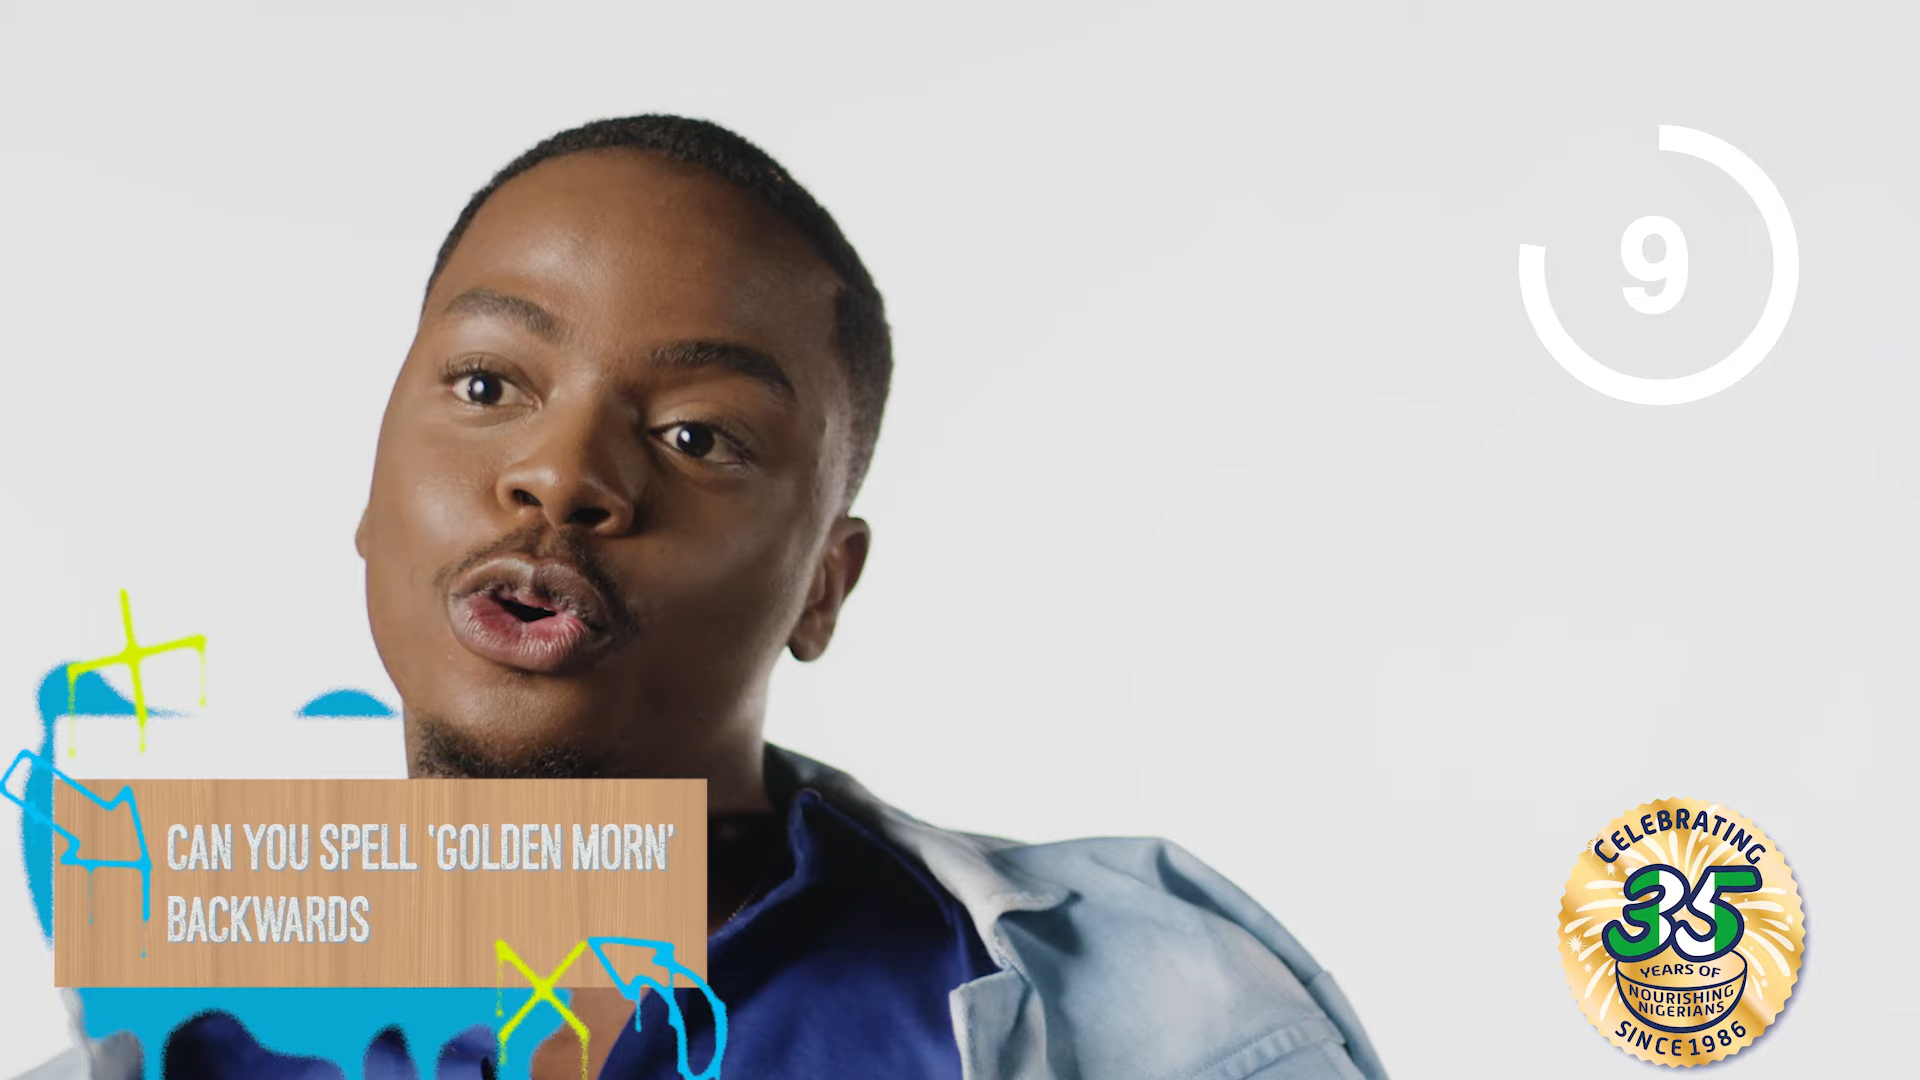 9
CAN YOU SPELL ‘GOLDEN MORN’
BACKWARDS
CELEBRATING
35
YEARS OF
NOURISHING
NIGERIANS
SINCE 1986